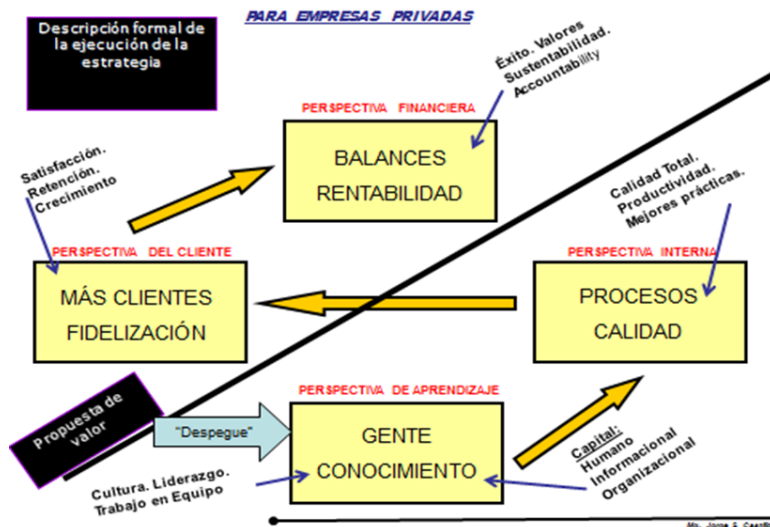 PARA EMPRESAS PRIVADAS
Descripción formal de
la ejecución de la
estrategia
Éxito. Valores
Sustentabilidad.
Accountability
PERSPECTIVA FINANCIERA
BALANCES
RENTABILIDAD
Satisfacción.
Retención.
Crecimiento
Calidad Total.
Productividad.
Mejores prácticas.
PERSPECTIVA DEL CLIENTE
MÁS CLIENTES
FIDELIZACIÓN
PERSPECTIVA INTERNA
PROCESOS
CALIDAD
Propuesta de
valor
"Despegue"
PERSPECTIVA DE APRENDIZAJE
GENTE
CONOCIMIENTO
Capital:
Humano
Informacional
Organizacional
Cultura. Liderazgo.
Trabajo en Equipo
Jorge